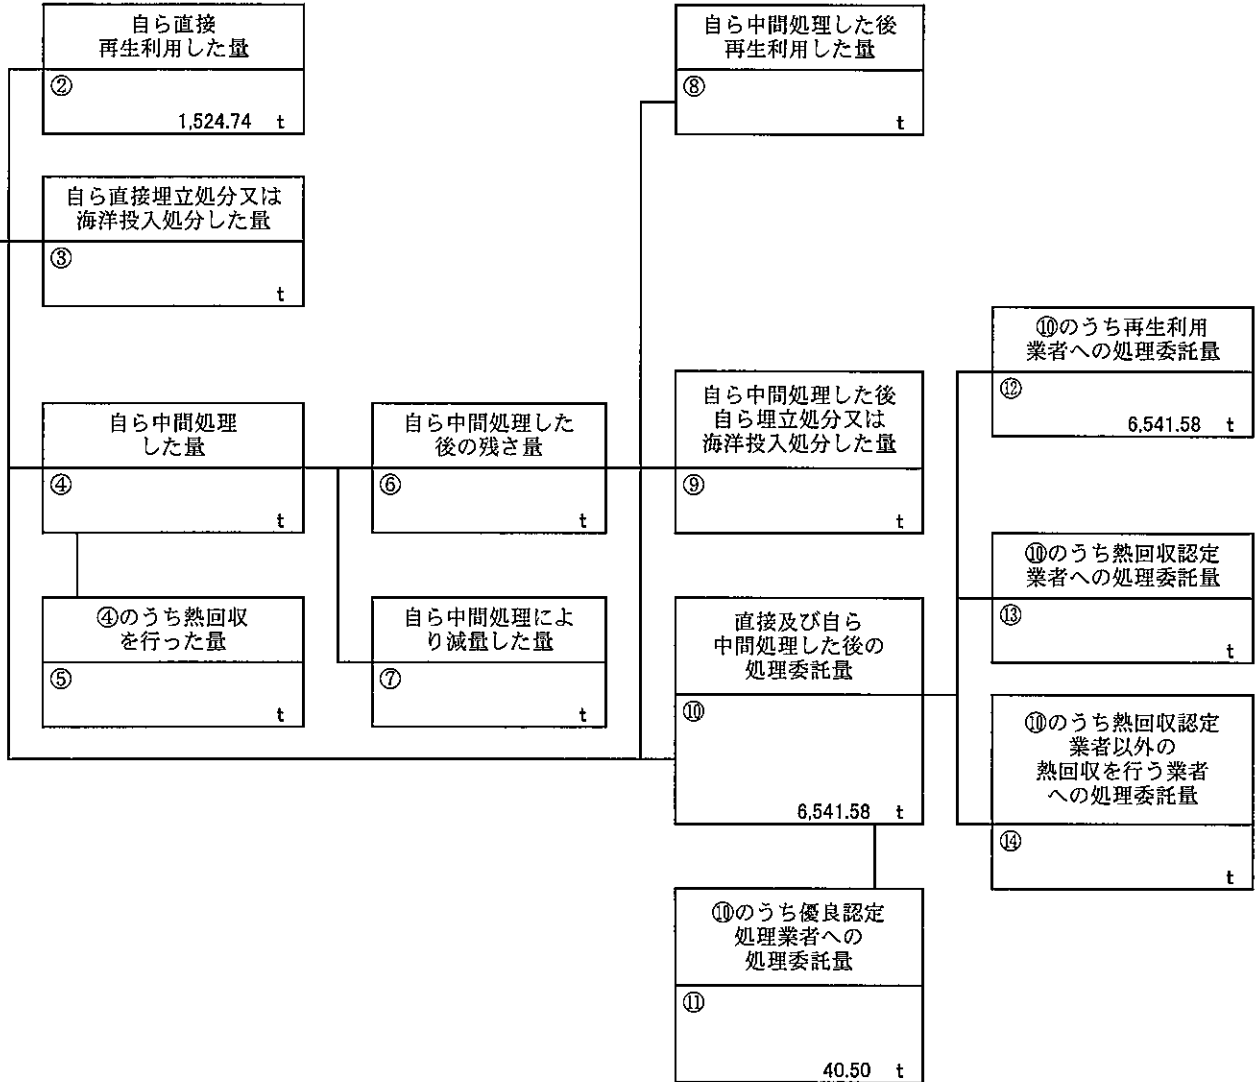 自ら直接
再生利用した量
②
1,524.74 t
自ら中間処理した後
再生利用した量
⑧
t
自ら直接埋立処分又は
海洋投入処分した量
③
t
⑩のうち再生利用
業者への処理委託量
⑫
6,541.58 t
自ら中間処理
した量
④
t
自ら中間処理した
後の残さ量
⑥
t
自ら中間処理した後
自ら埋立処分又は
海洋投入処分した量
⑨
t
⑩のうち熱回収認定
業者への処理委託量
⑬
t
④のうち熱回収
を行った量
⑤
t
自ら中間処理によ
り減量した量
⑦
t
直接及び自ら
中間処理した後の
処理委託量
⑩
6,541.58 t
⑩のうち熱回収認定
業者以外の
熱回収を行う業者
への処理委託量
⑭
t
⑩のうち優良認定
処理業者への
処理委託量
⑪
40.50 t